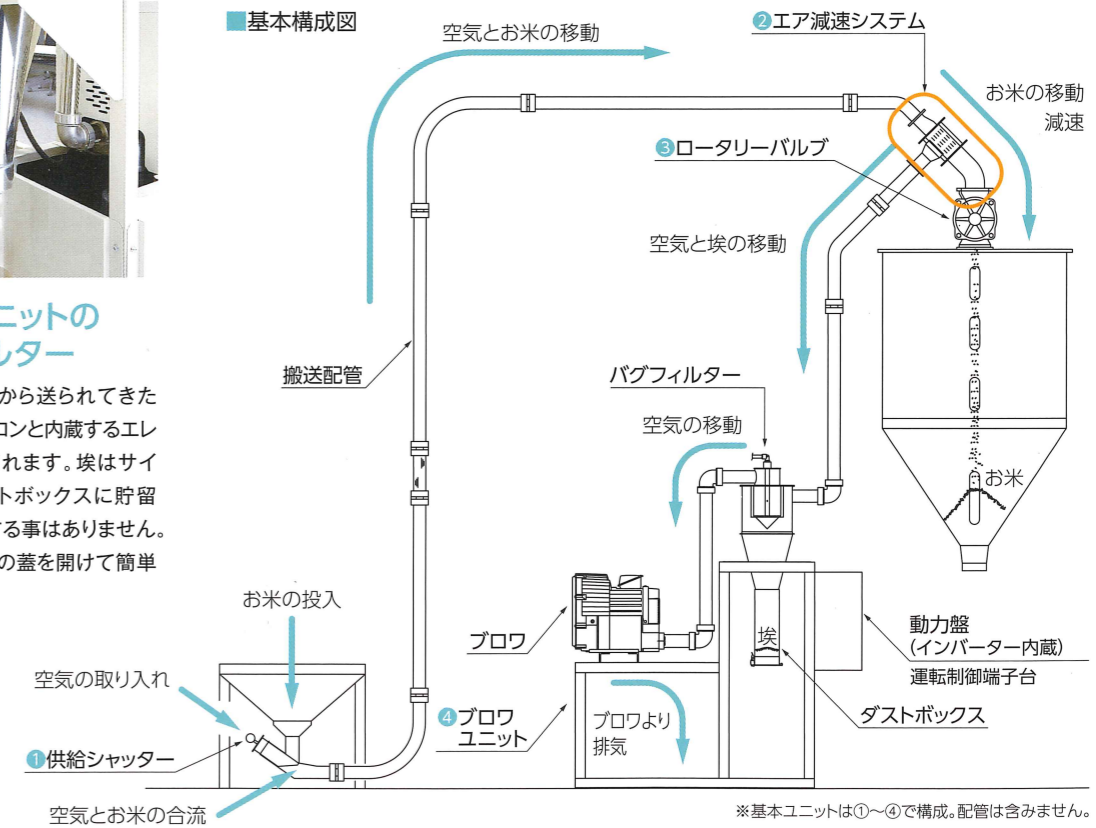 ■基本構成図
空気とお米の移動
②エア減速システム
お米の移動
減速
③ロータリーバルブ
空気と埃の移動
ニットの
ルター
搬送配管
バグフィルター
から送られてきた
コンと内蔵するエレ
れます。埃はサイ
トボックスに貯留
する事はありません。
の蓋を開けて簡単
空気の移動
お米
お米の投入
埃
動力盤
(インバーター内蔵)
運転制御端子台
ブロワ
空気の取り入れ
④ブロワ
ユニット
ブロワより
排気
ダストボックス
①供給シャッター
空気とお米の合流
※基本ユニットは①〜④で構成。配管は含みません。